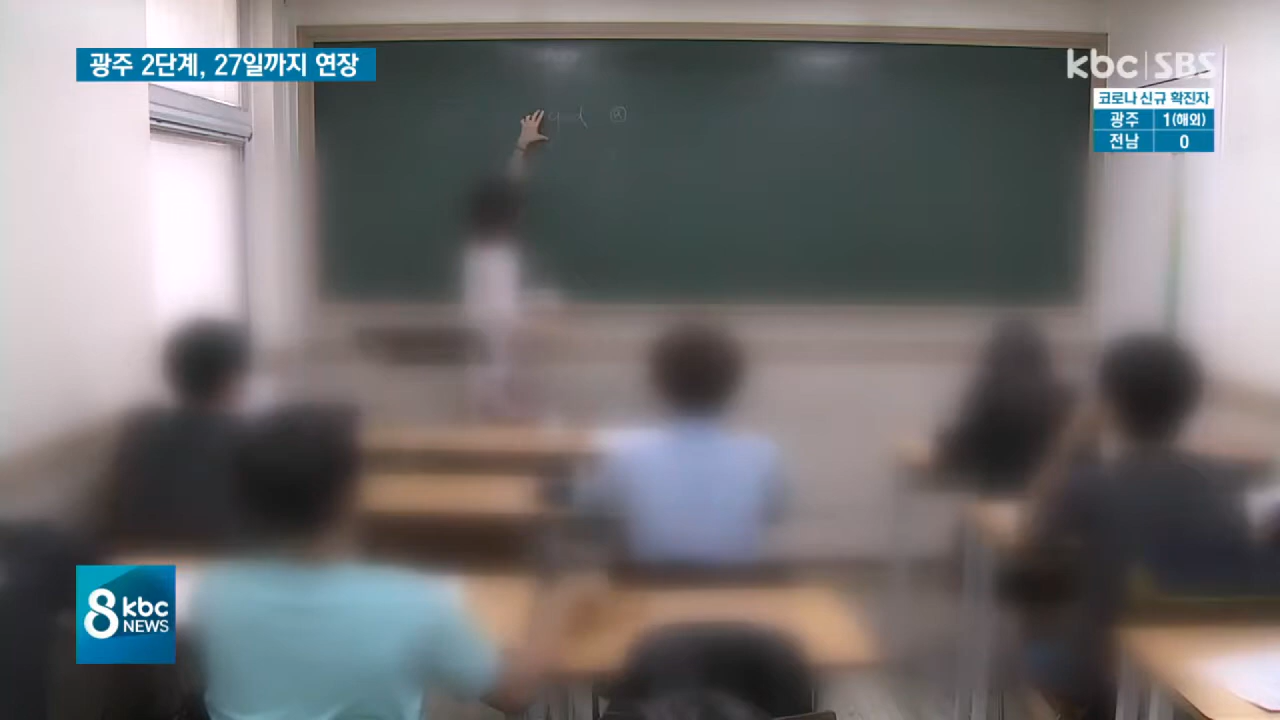 광주 2단계, 27일까지 연장
kbc SBS
코로나 신규 확진자
광주 1(해외)
전남 0
8 kbc
NEWS